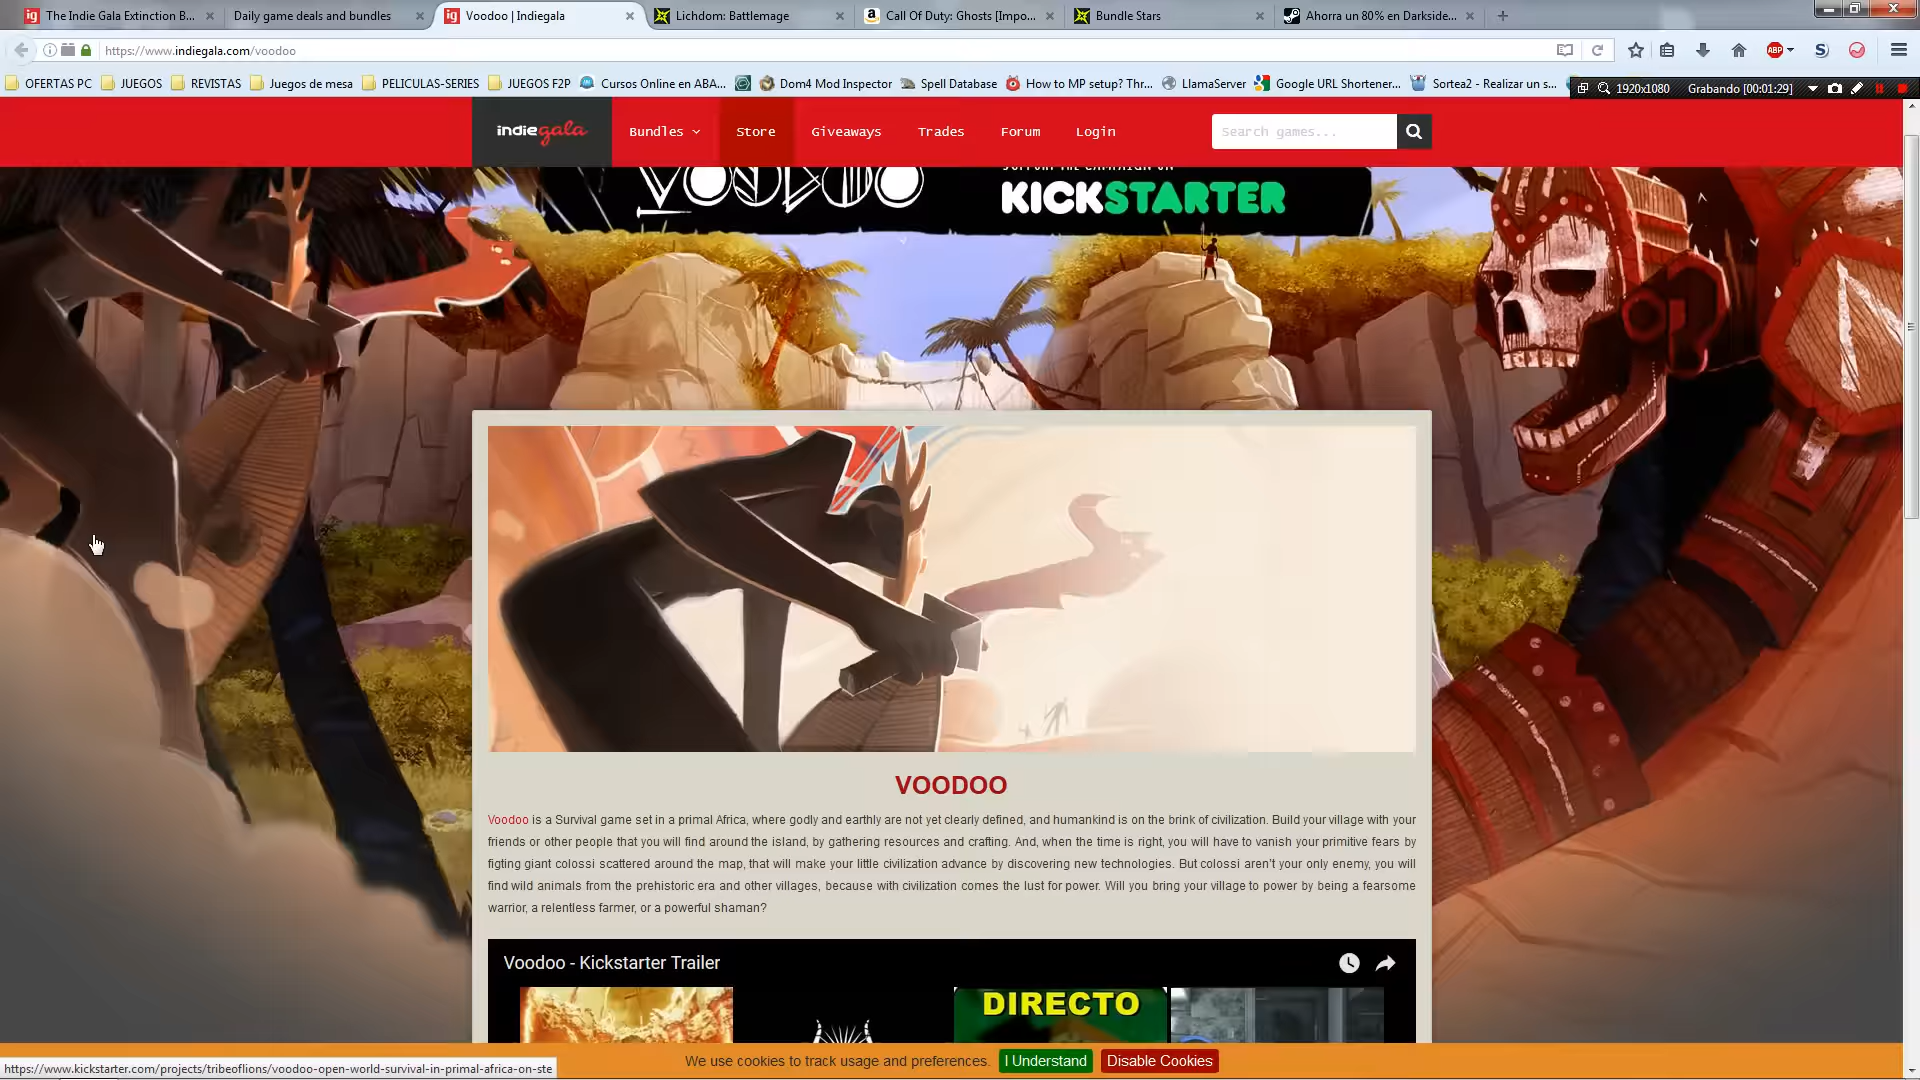 The Indie Gala Extinction B...
Daily game deals and bundles
Voodoo | Indiegala
Lichdom: Battlemage
Call Of Duty: Ghosts [Impo...
Bundle Stars
Ahorra un 80% en Darkside...
https://www.indiegala.com/voodoo
ABP
OFERTAS PC
JUEGOS
REVISTAS
Juegos de mesa
PELICULAS-SERIES
JUEGOS F2P
Cursos Online en ABA...
Dom4 Mod Inspector
Spell Database
How to MP setup? Thr...
LlamaServer
Google URL Shortener...
Sortea2 - Realizar un s...
1920x1080
Grabando [00:01:29]
indiegala
Bundles
Store
Giveaways
Trades
Forum
Login
Search games...
VOODOO
SUPPORT THE CAMPAIGN ON
KICKSTARTER
VOODOO
Voodoo is a Survival game set in a primal Africa, where godly and earthly are not yet clearly defined, and humankind is on the brink of civilization. Build your village with your
friends or other people that you will find around the island, by gathering resources and crafting. And, when the time is right, you will have to vanish your primitive fears by
figting giant colossi scattered around the map, that will make your little civilization advance by discovering new technologies. But colossi aren't your only enemy, you will
find wild animals from the prehistoric era and other villages, because with civilization comes the lust for power. Will you bring your village to power by being a fearsome
warrior, a relentless farmer, or a powerful shaman?
Voodoo - Kickstarter Trailer
DIRECTO
We use cookies to track usage and preferences.
I Understand
Disable Cookies
https://www.kickstarter.com/projects/tribeoflions/voodoo-open-world-survival-in-primal-africa-on-ste